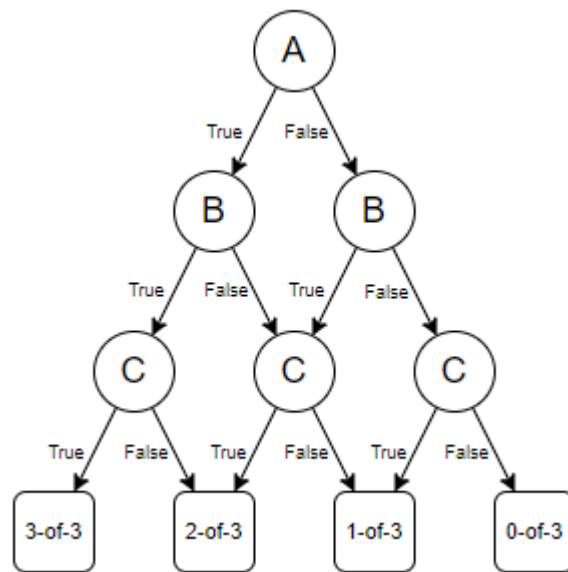 A
True False
B B
True False True False
C C C
True False True False True False
3-of-3 2-of-3 1-of-3 0-of-3